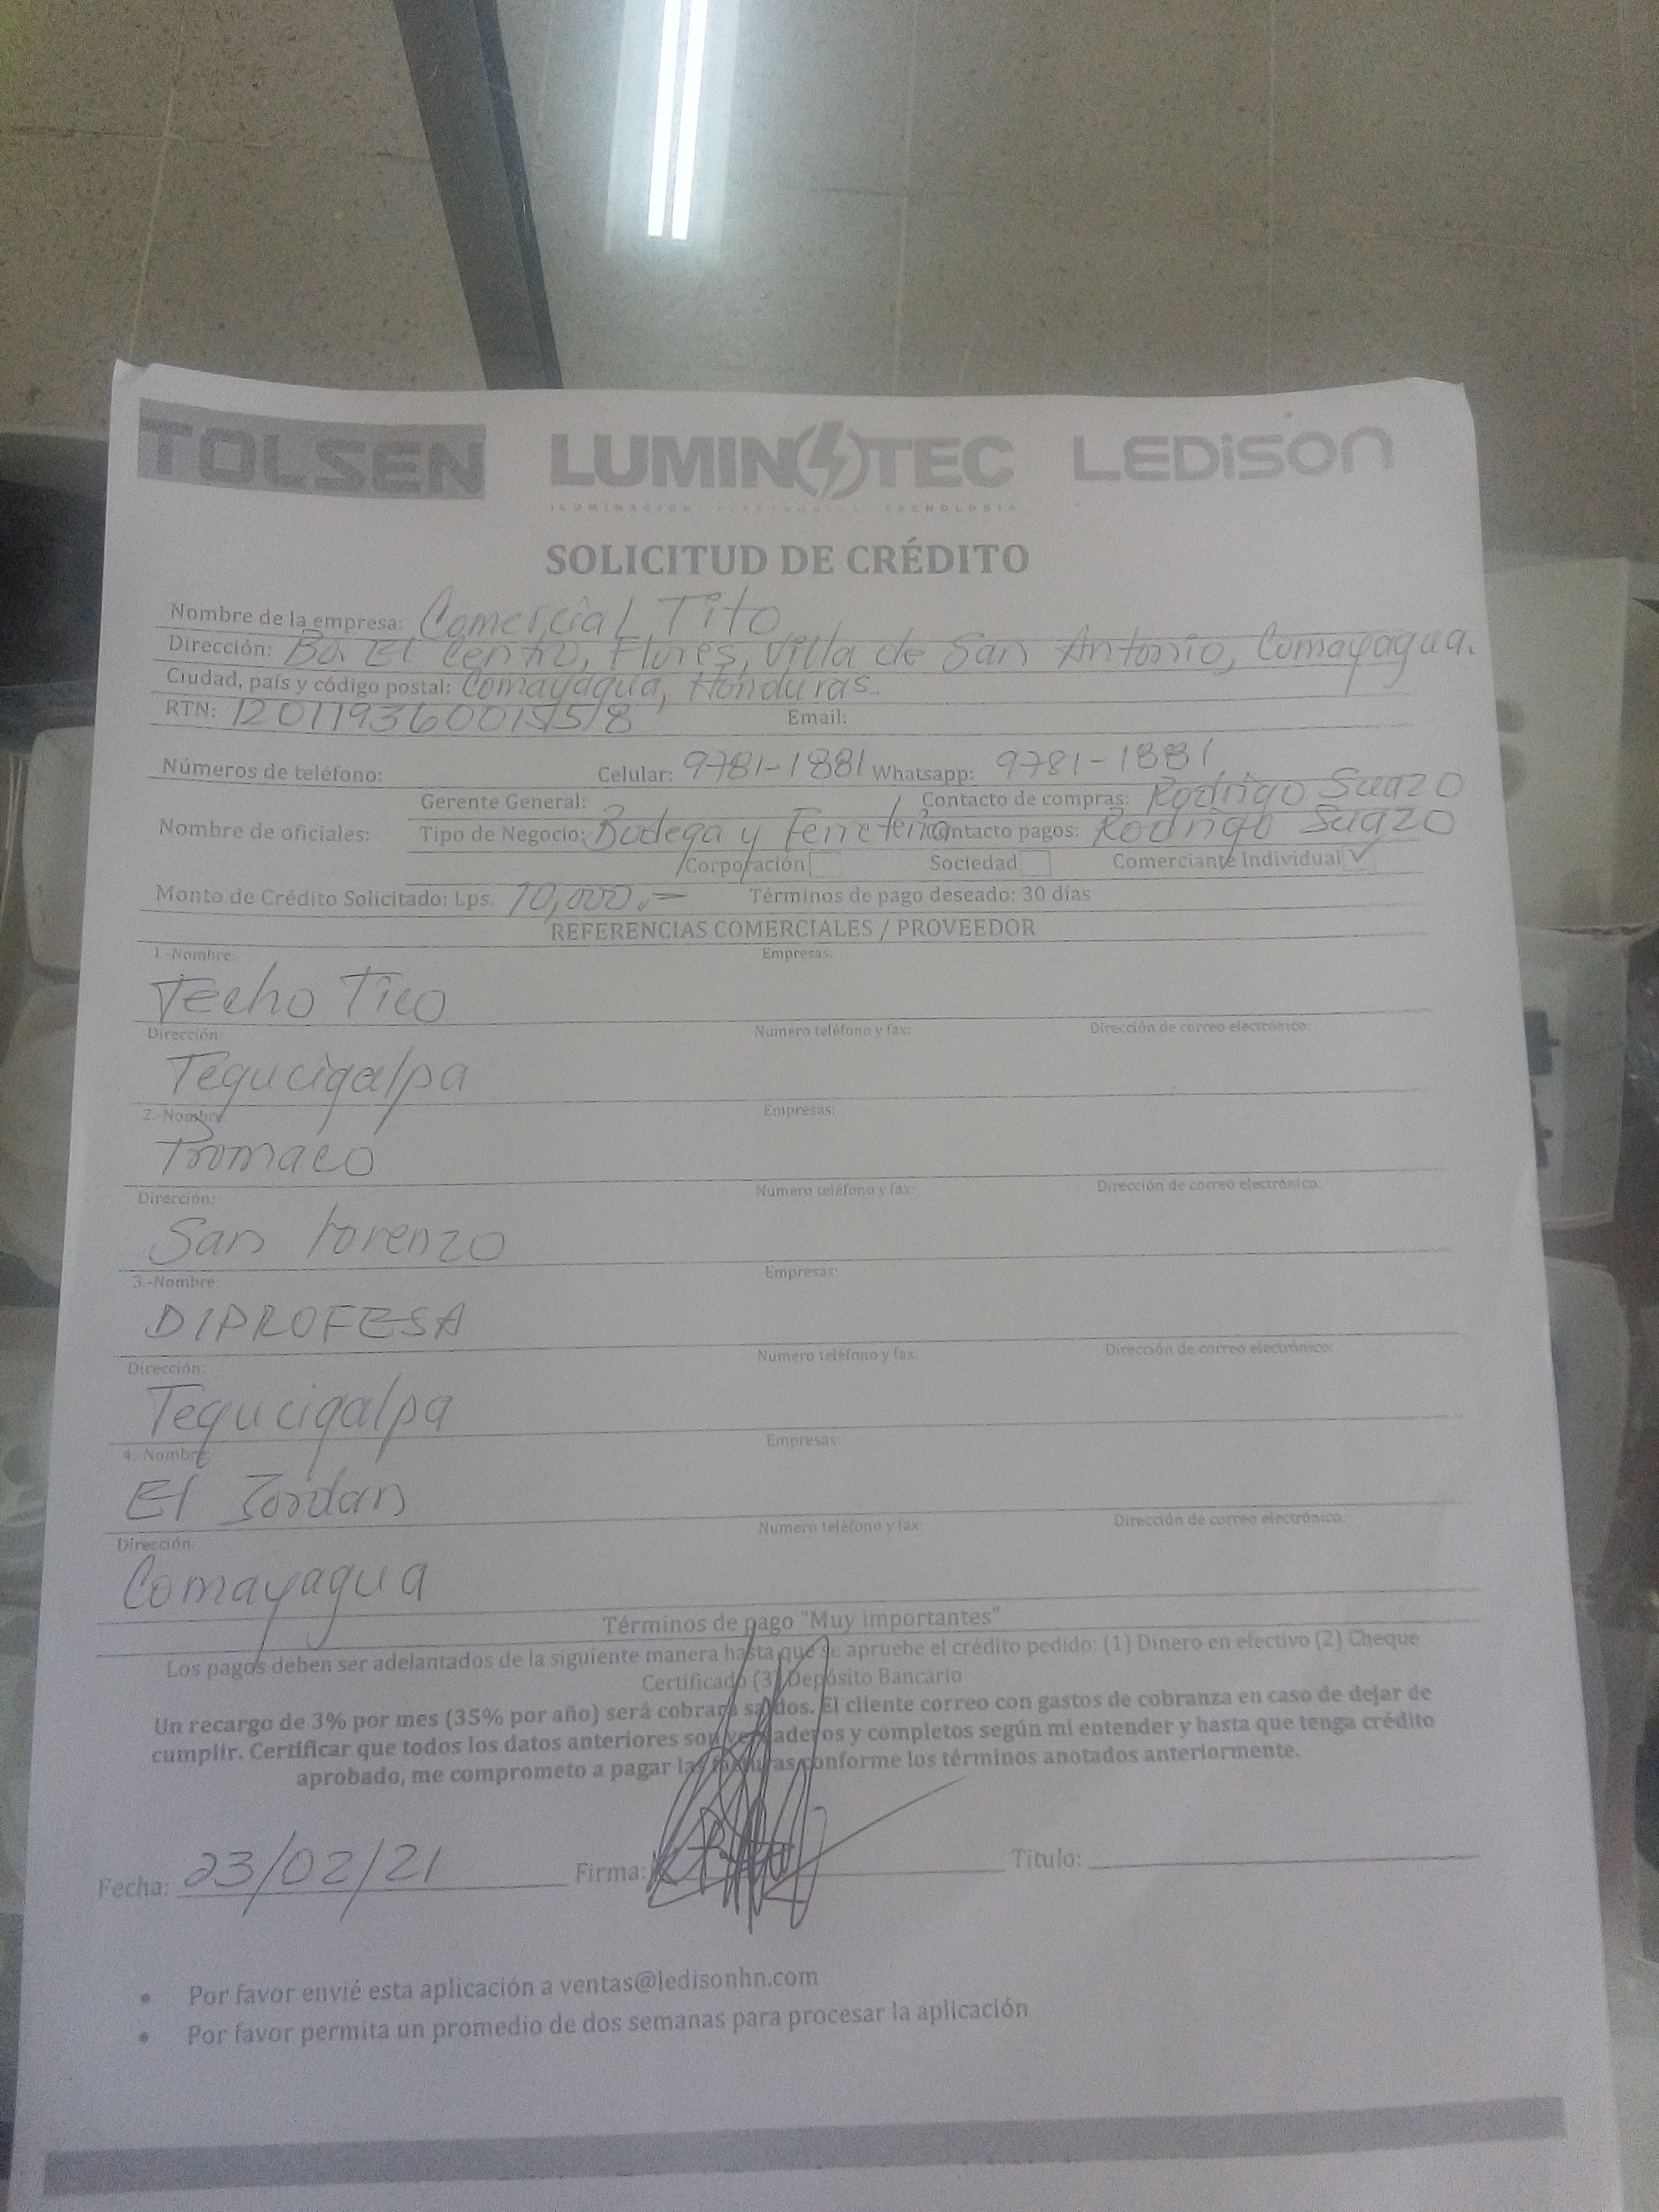 TOLSEN LUMINOTEC LEDISON
ILUMINACION ELECTRONICA TECNOLOGIA
SOLICITUD DE CRÉDITO
Nombre de la empresa: Comercial Tito
Dirección: Bo. El Centro, Flores, Villa de San Antonio, Comayagua.
Ciudad, país y código postal: Comayagua, Honduras.
RTN: Email:
Números de teléfono: Celular: 9781-1881 Whatsapp: 9781-1881
Gerente General: Contacto de compras: Rodrigo Suazo
Nombre de oficiales: Tipo de Negocio: Bodega y Ferretería Contacto pagos: Rodrigo Suazo
Corporación Sociedad Comerciante Individual ✓
Monto de Crédito Solicitado: Lps. 10,000.= Términos de pago deseado: 30 días
REFERENCIAS COMERCIALES / PROVEEDOR
1.-Nombre: Empresas:
Techo Tico
Dirección: Numero teléfono y fax: Dirección de correo electrónico:
Tegucigalpa
2.-Nombre: Empresas:
Promaco
Dirección: Numero teléfono y fax: Dirección de correo electrónico:
San Lorenzo
3.-Nombre: Empresas:
DIPROFESA
Dirección: Numero teléfono y fax: Dirección de correo electrónico:
Tegucigalpa
4.-Nombre: Empresas:
El Jordan
Dirección: Numero teléfono y fax: Dirección de correo electrónico:
Comayagua
Términos de pago "Muy importantes"
Los pagos deben ser adelantados de la siguiente manera hasta que se apruebe el crédito pedido: (1) Dinero en efectivo (2) Cheque
Certificado (3) Depósito Bancario
Un recargo de 3% por mes (35% por año) será cobrara saldos. El cliente correo con gastos de cobranza en caso de dejar de
cumplir. Certificar que todos los datos anteriores son verdaderos y completos según mi entender y hasta que tenga crédito
aprobado, me comprometo a pagar las facturas conforme los términos anotados anteriormente.
Fecha: 23/02/21 Firma: Titulo:
• Por favor envié esta aplicación a ventas@ledisonhn.com
• Por favor permita un promedio de dos semanas para procesar la aplicación